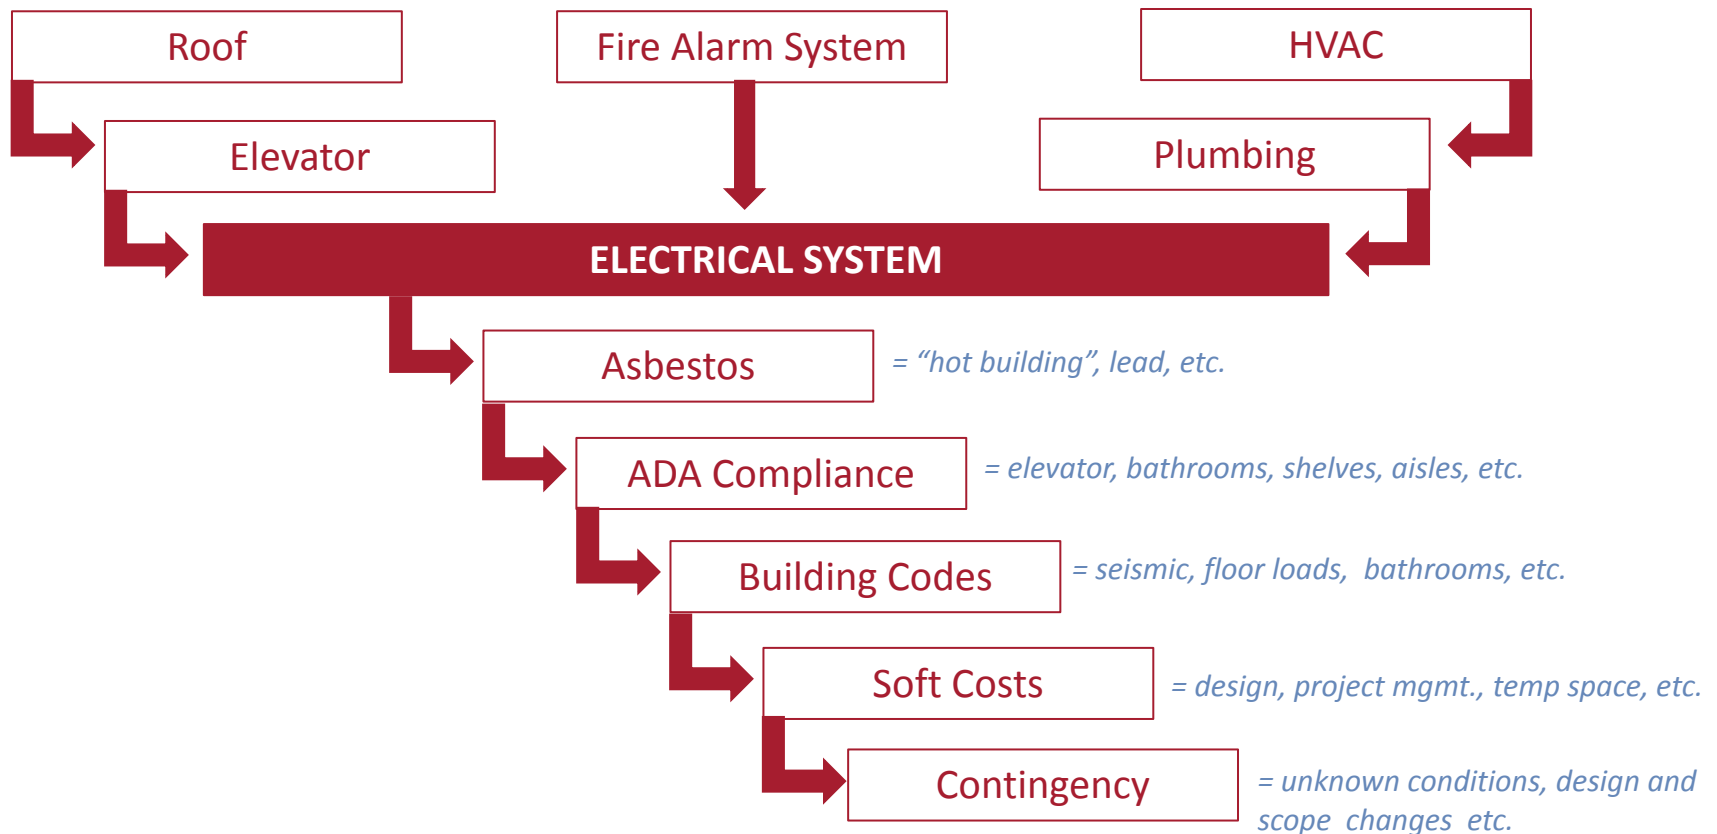 Roof
Fire Alarm System
HVAC
Elevator
Plumbing
ELECTRICAL SYSTEM
Asbestos
= “hot building”, lead, etc.
ADA Compliance
= elevator, bathrooms, shelves, aisles, etc.
Building Codes
= seismic, floor loads,  bathrooms, etc.
Soft Costs
= design, project mgmt., temp space, etc.
Contingency
= unknown conditions, design and
scope changes etc.